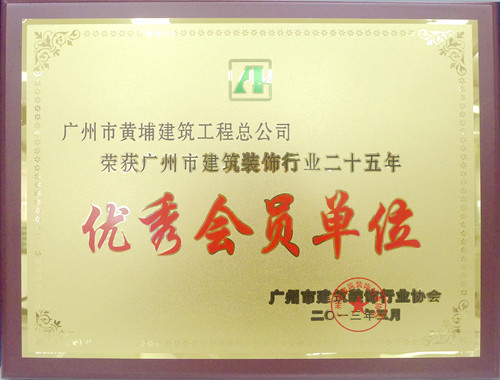 广州市黄埔建筑工程总公司
荣获广州市建筑装饰行业二十五年
优秀会员单位
广州市建筑装饰行业协会
二〇一三年三月